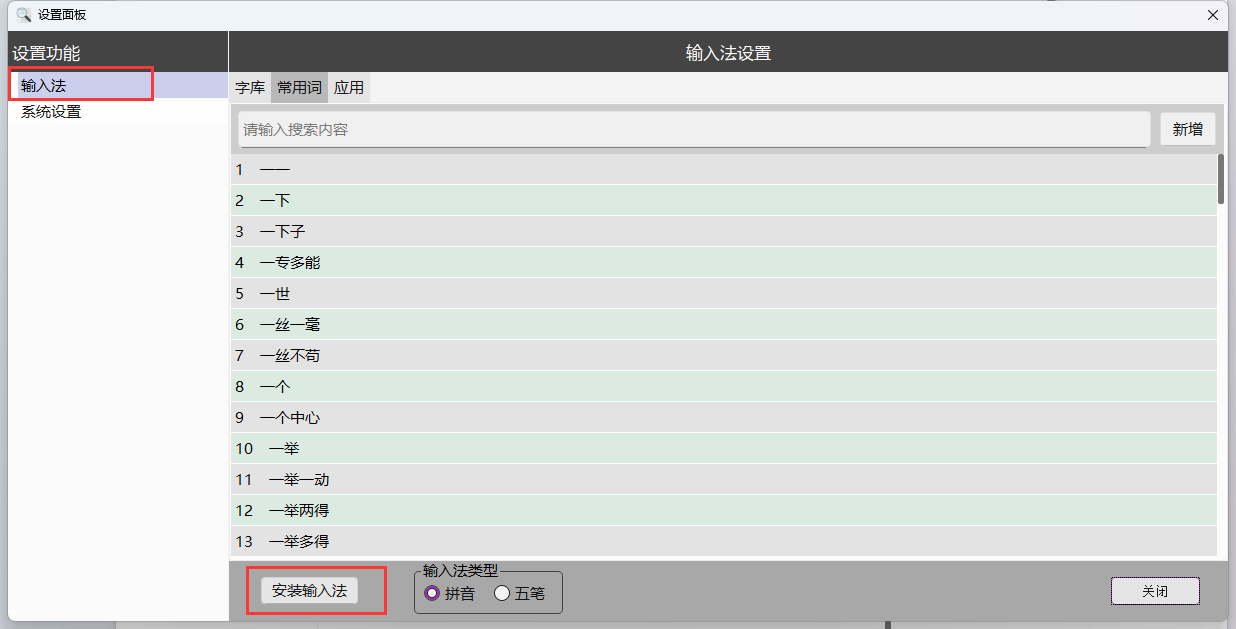 设置面板
设置功能
输入法设置
输入法
系统设置
字库 常用词 应用
请输入搜索内容
新增
1 一一
2 一下
3 一下子
4 一专多能
5 一世
6 一丝一毫
7 一丝不苟
8 一个
9 一个中心
10 一举
11 一举一动
12 一举两得
13 一举多得
安装输入法
输入法类型
拼音 五笔
关闭